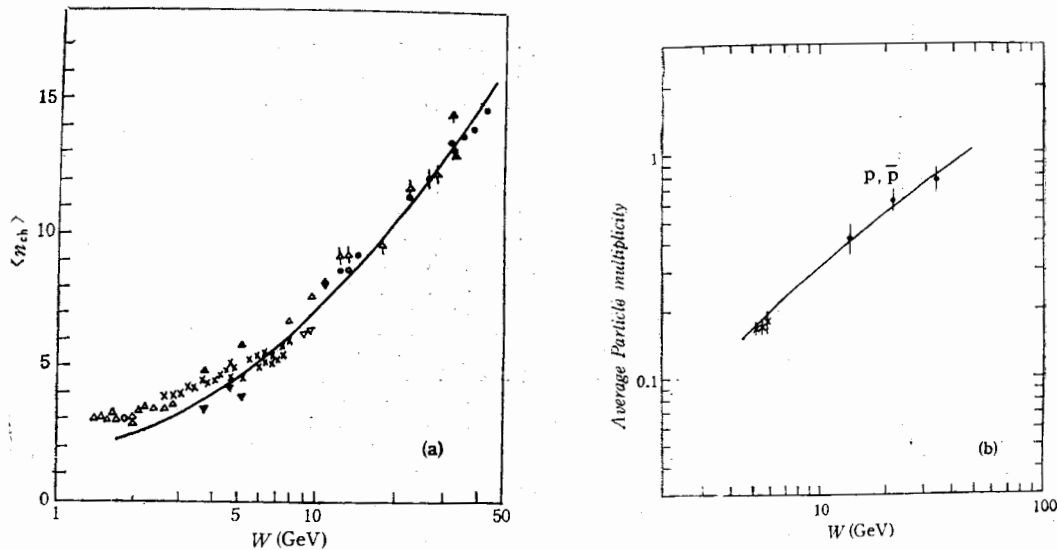 15
10
5
0
⟨n_ch⟩
1
5
10
50
W (GeV)
(a)
1
0.1
Average Particle multiplicity
p, p̅
10
100
W (GeV)
(b)